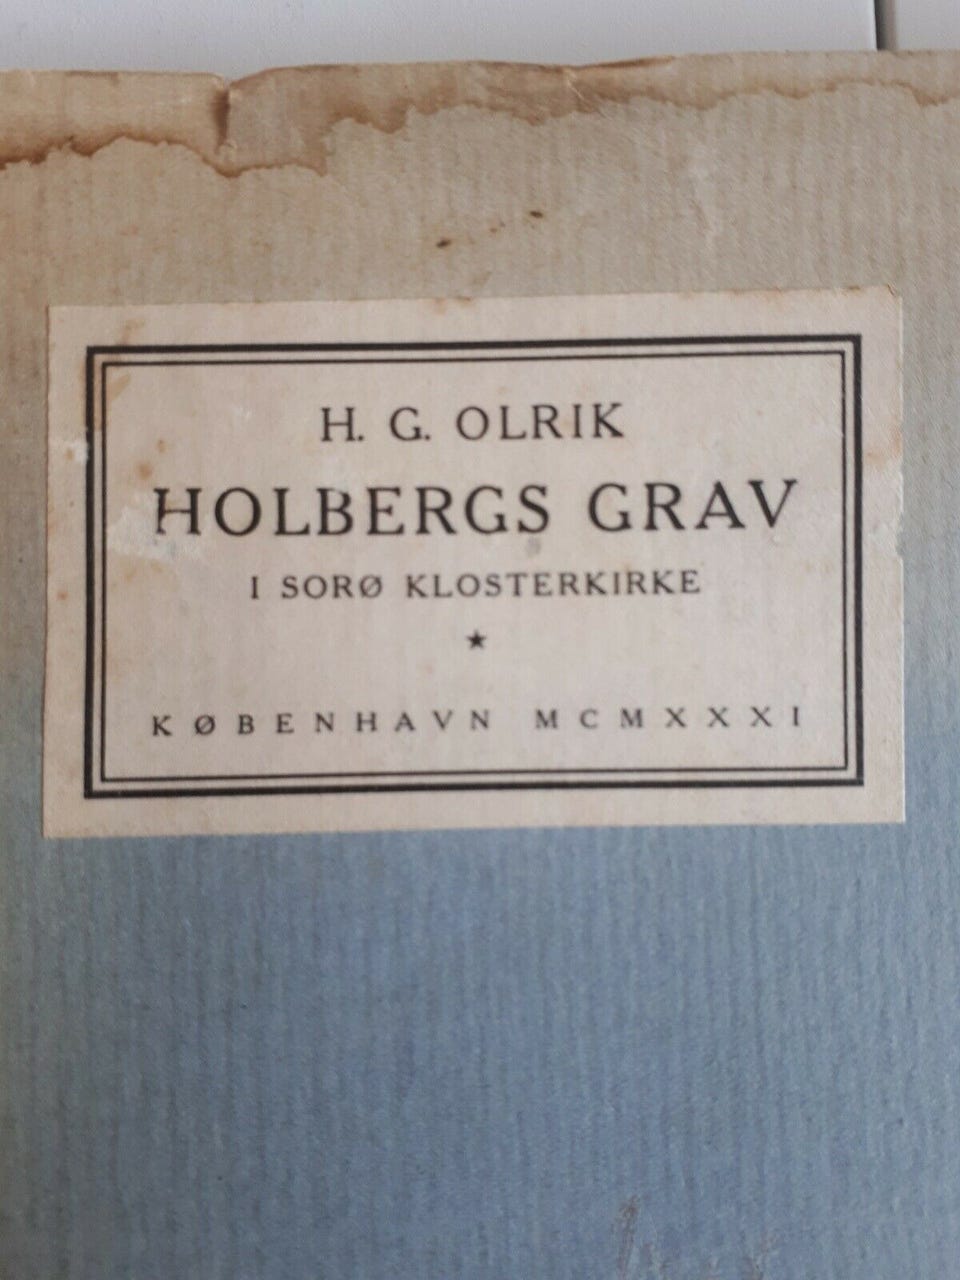 H. G. OLRIK
HOLBERGS GRAV
I SORØ KLOSTERKIRKE
★
KØBENHAVN MCMXXXI